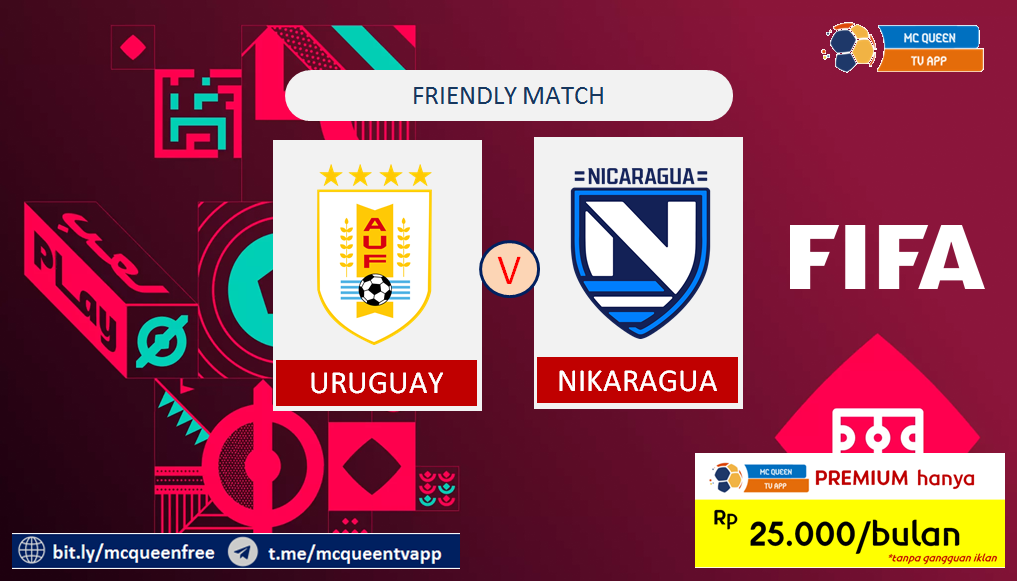 MC QUEEN
TV APP
FRIENDLY MATCH
AUF
=NICARAGUA=
N
V
URUGUAY
NIKARAGUA
FIFA
PLay
MC QUEEN
TV APP
PREMIUM hanya
Rp 25.000/bulan
*tanpa gangguan iklan
bit.ly/mcqueenfree
t.me/mcqueentvapp